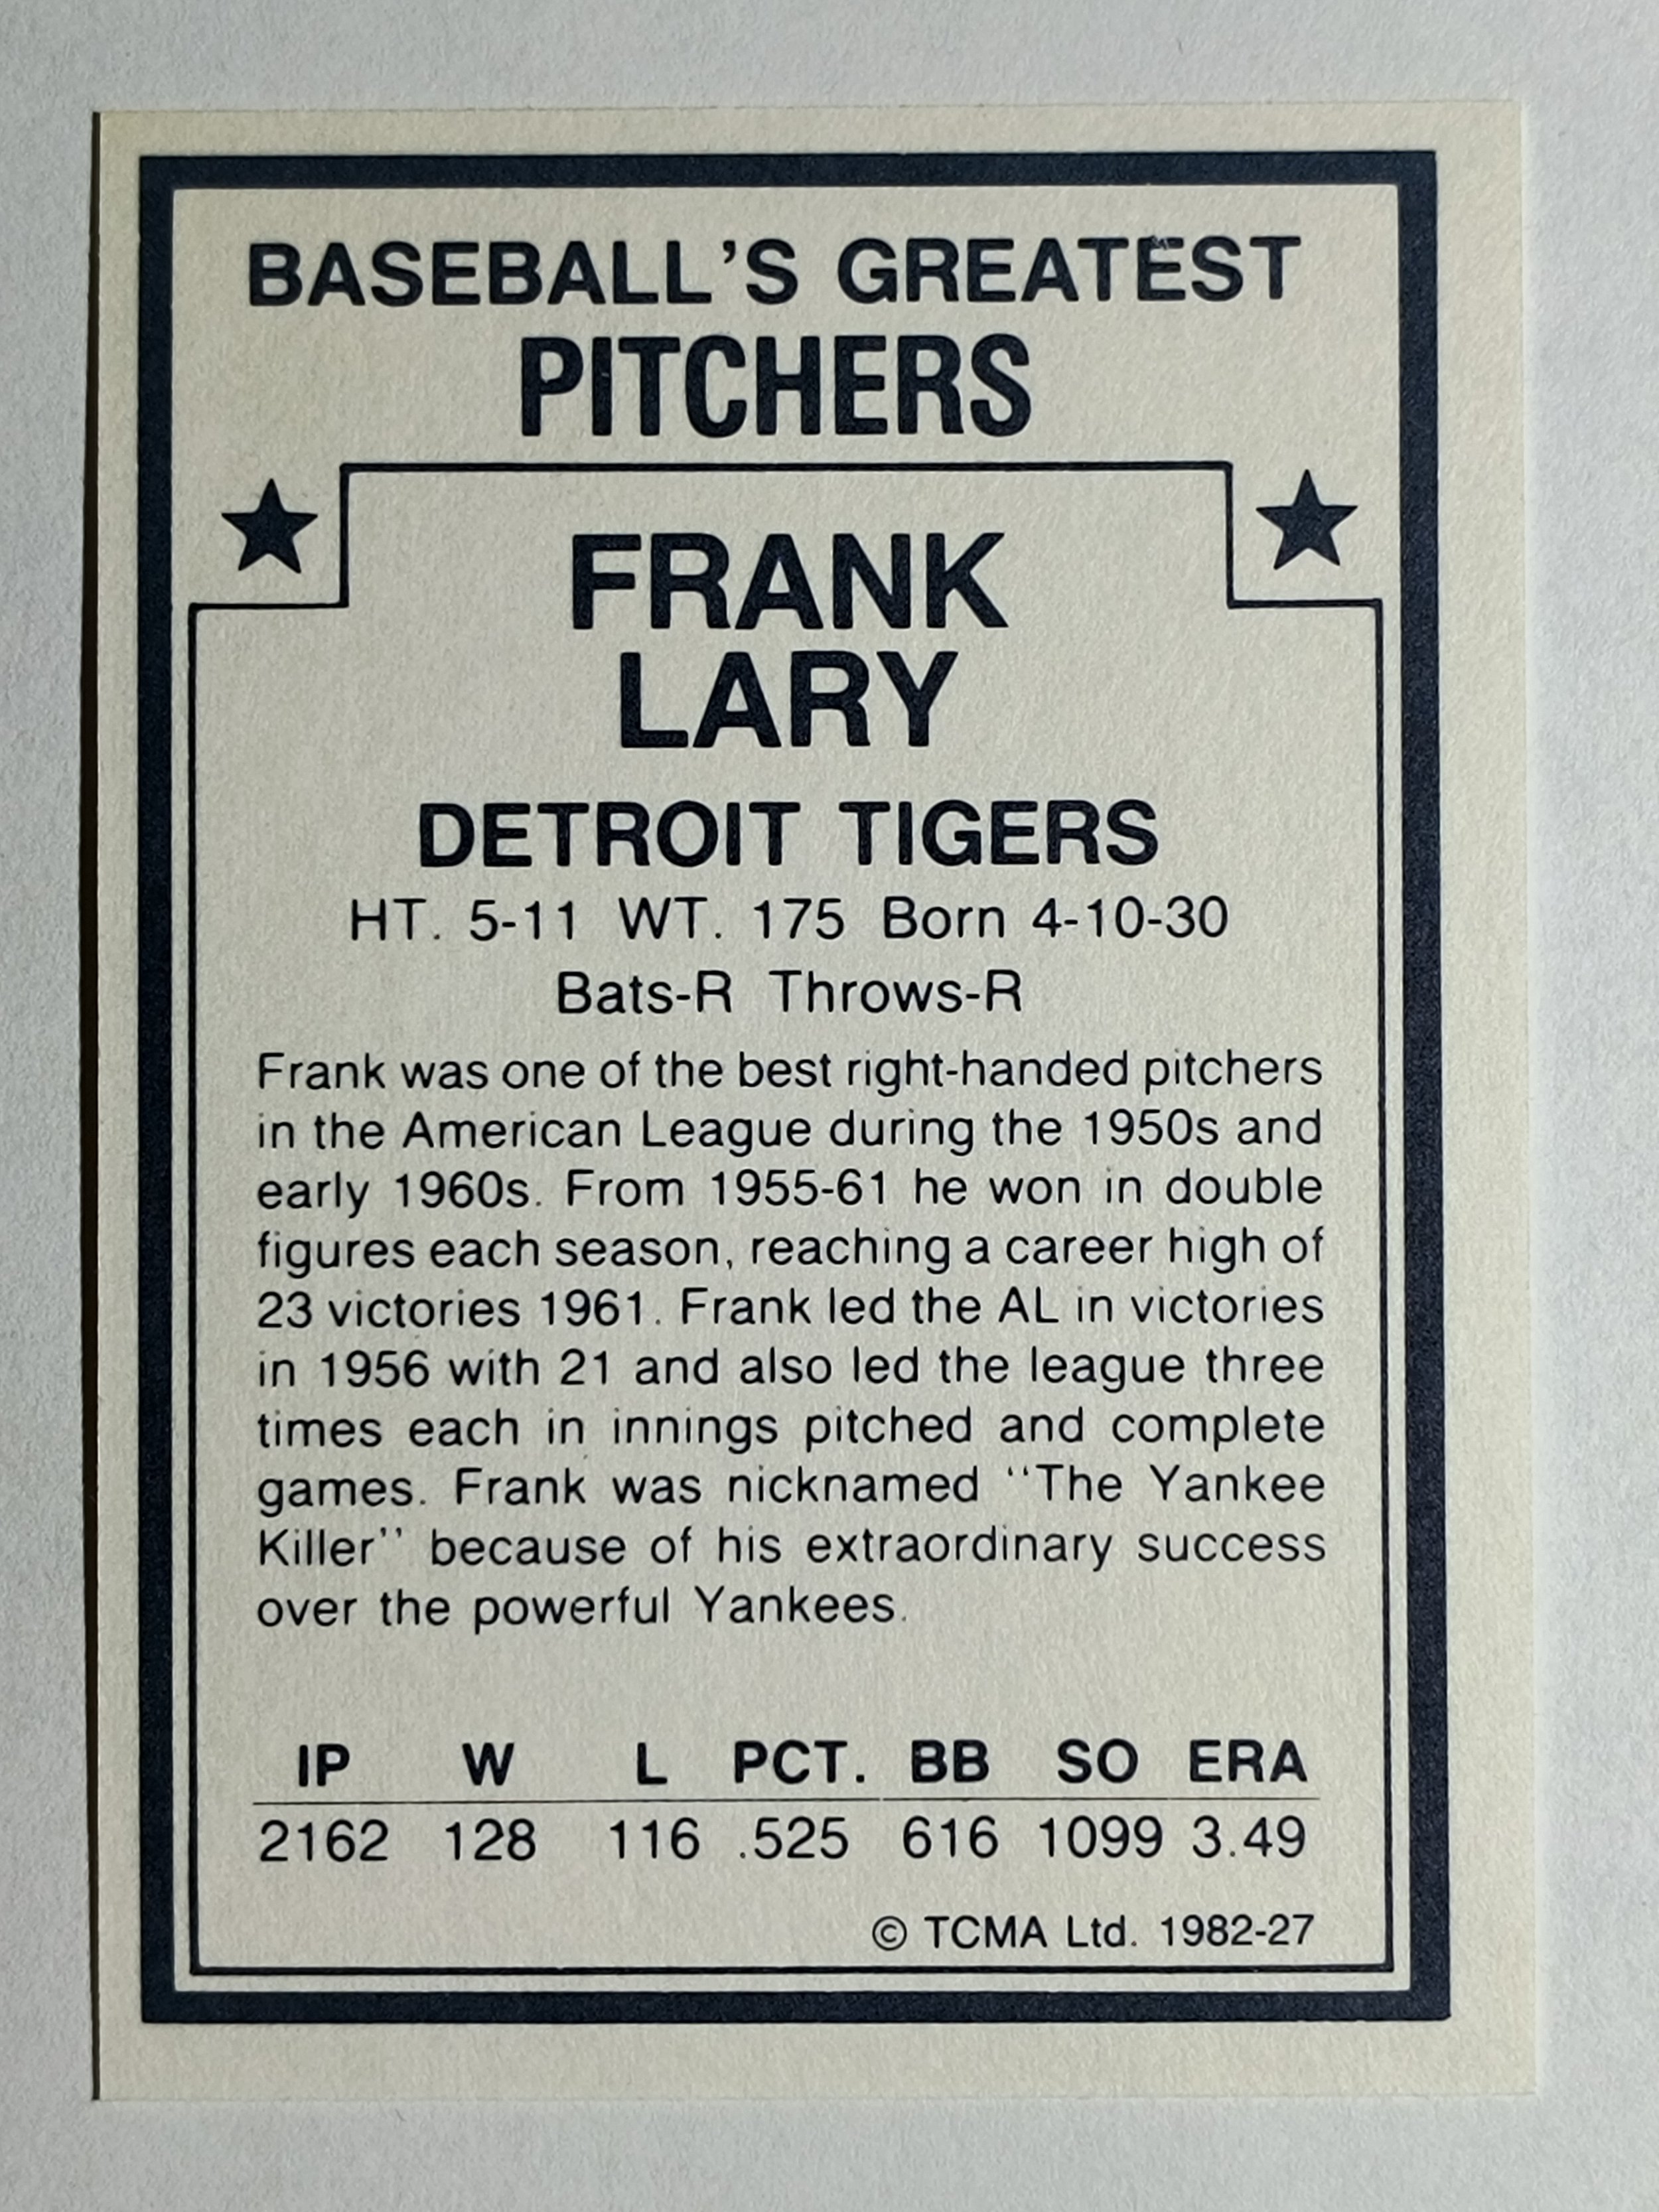 BASEBALL'S GREATEST
PITCHERS
FRANK
LARY
DETROIT TIGERS
HT. 5-11 WT. 175 Born 4-10-30
Bats-R Throws-R
Frank was one of the best right-handed pitchers
in the American League during the 1950s and
early 1960s. From 1955-61 he won in double
figures each season, reaching a career high of
23 victories 1961. Frank led the AL in victories
in 1956 with 21 and also led the league three
times each in innings pitched and complete
games. Frank was nicknamed ''The Yankee
Killer'' because of his extraordinary success
over the powerful Yankees.
IP W L PCT. BB SO ERA
2162 128 116 .525 616 1099 3.49
© TCMA Ltd. 1982-27